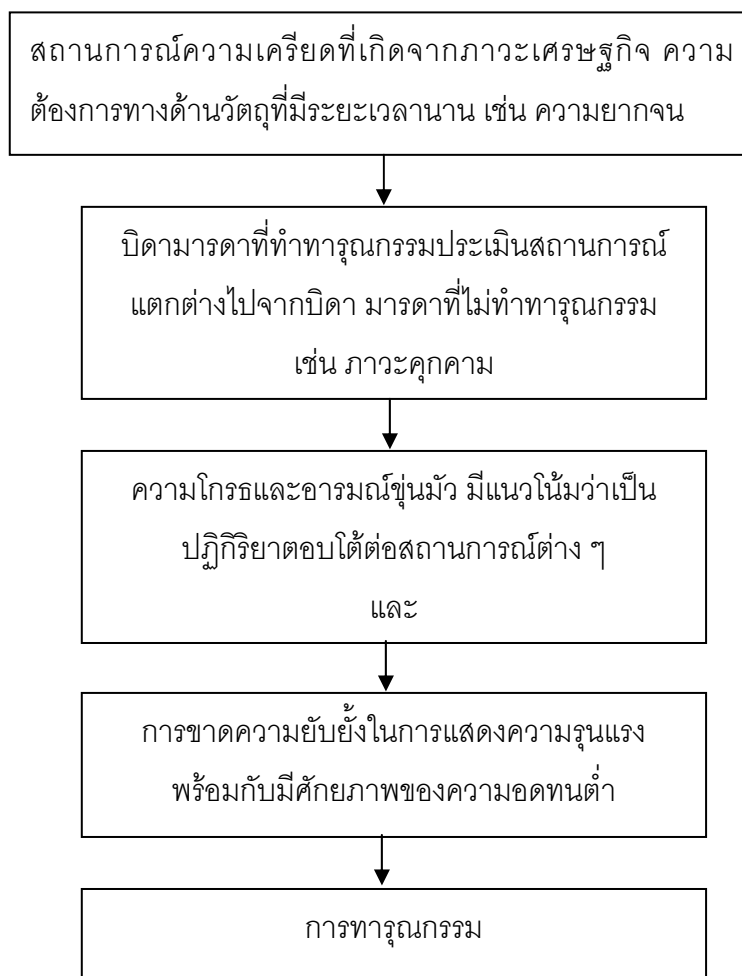 สถานการณ์ความเครียดที่เกิดจากภาวะเศรษฐกิจ ความ
ต้องการทางด้านวัตถุที่มีระยะเวลานาน เช่น ความยากจน
บิดามารดาที่ทำทารุณกรรมประเมินสถานการณ์
แตกต่างไปจากบิดา มารดาที่ไม่ทำทารุณกรรม
เช่น ภาวะคุกคาม
ความโกรธและอารมณ์ขุ่นมัว มีแนวโน้มว่าเป็น
ปฏิกิริยาตอบโต้ต่อสถานการณ์ต่าง ๆ
และ
การขาดความยับยั้งในการแสดงความรุนแรง
พร้อมกับมีศักยภาพของความอดทนต่ำ
การทารุณกรรม